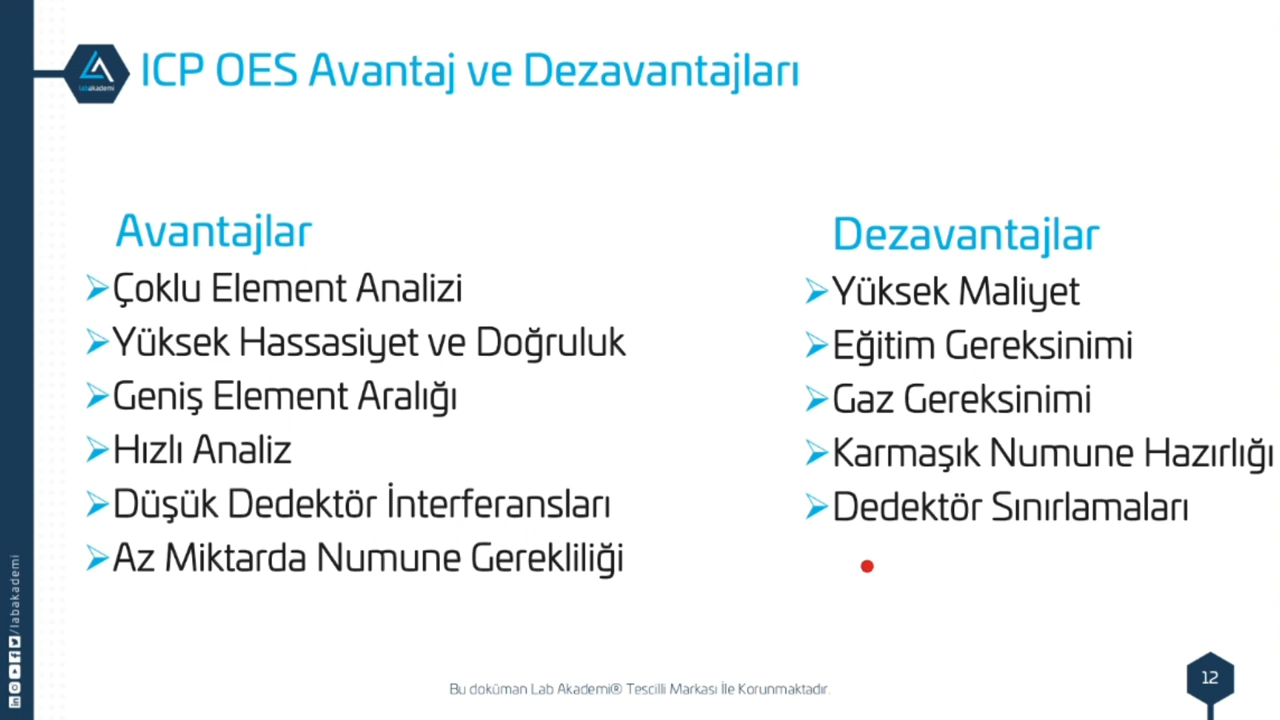 ICP OES Avantaj ve Dezavantajları
labakademi
Avantajlar
Çoklu Element Analizi
Yüksek Hassasiyet ve Doğruluk
Geniş Element Aralığı
Hızlı Analiz
Düşük Dedektör İnterferansları
Az Miktarda Numune Gerekliliği
Dezavantajlar
Yüksek Maliyet
Eğitim Gereksinimi
Gaz Gereksinimi
Karmaşık Numune Hazırlığı
Dedektör Sınırlamaları
/labakademi
Bu doküman Lab Akademi® Tescilli Markası İle Korunmaktadır.
12